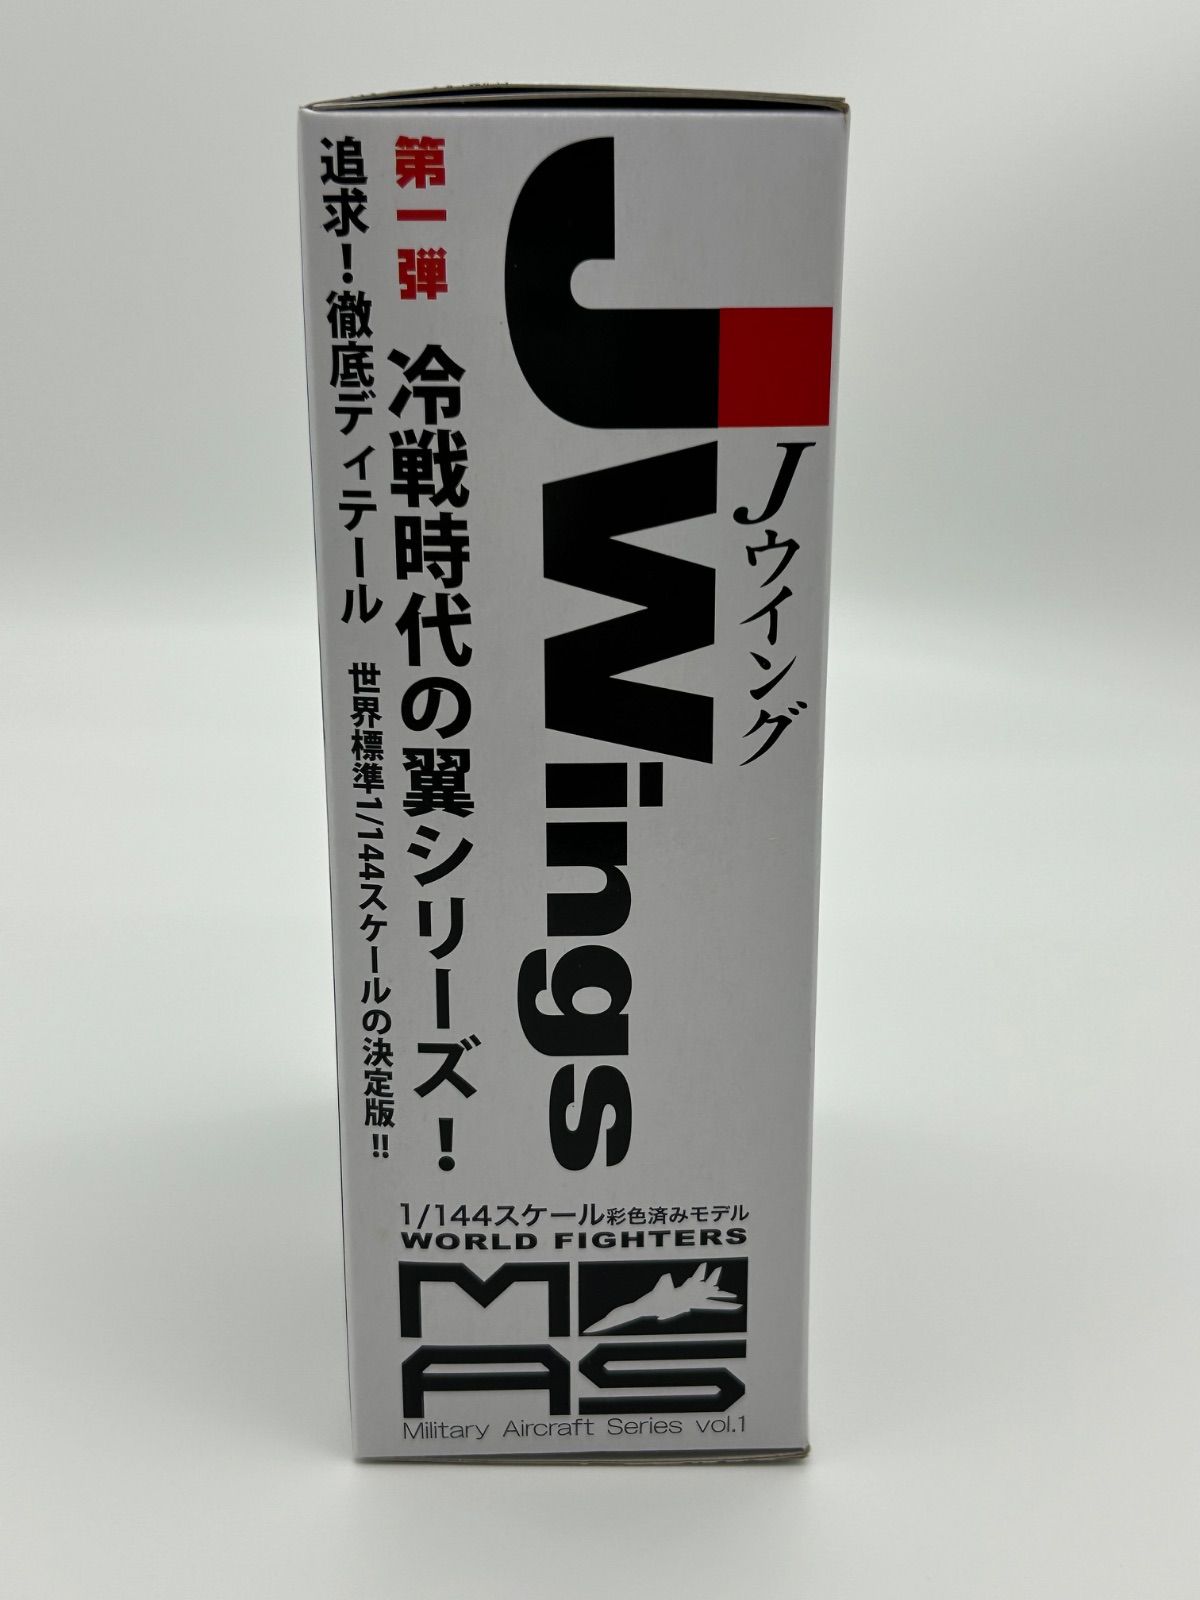 JWings
Jウイング
第一弾 冷戦時代の翼シリーズ!
追求!徹底ディテール 世界標準1/144スケールの決定版!!
1/144スケール彩色済みモデル
WORLD FIGHTERS
MAS
Military Aircraft Series vol.1